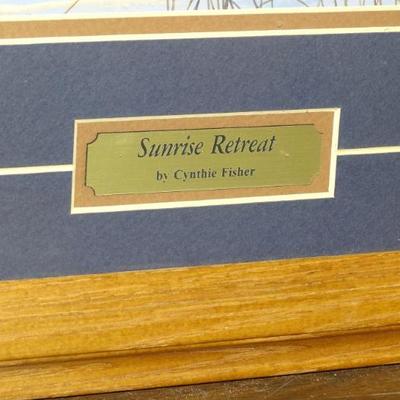 Sunrise Retreat
by Cynthie Fisher